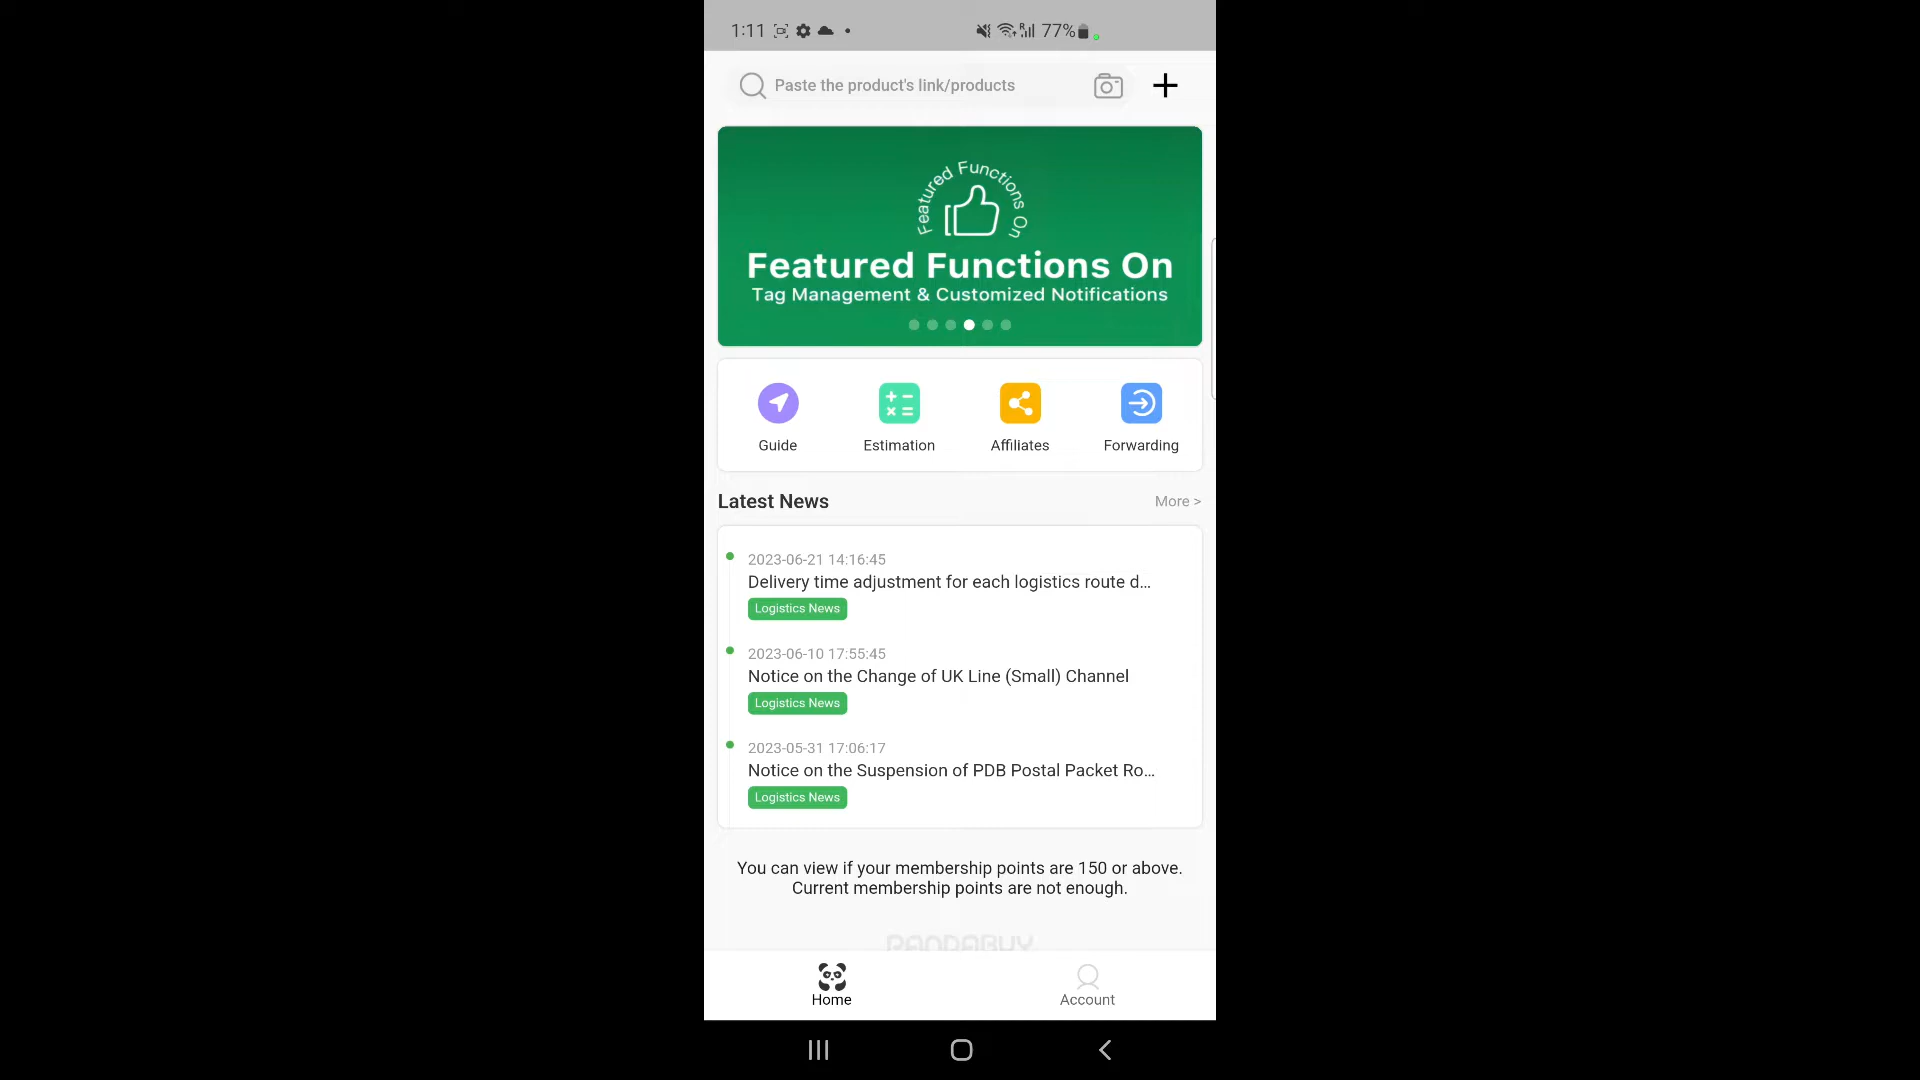 1:11
77%
Paste the product's link/products
Featured Functions On
Featured Functions On
Tag Management & Customized Notifications
Guide
Estimation
Affiliates
Forwarding
Latest News
More >
2023-06-21 14:16:45
Delivery time adjustment for each logistics route d...
Logistics News
2023-06-10 17:55:45
Notice on the Change of UK Line (Small) Channel
Logistics News
2023-05-31 17:06:17
Notice on the Suspension of PDB Postal Packet Ro...
Logistics News
You can view if your membership points are 150 or above.
Current membership points are not enough.
PANDABUY
Home
Account